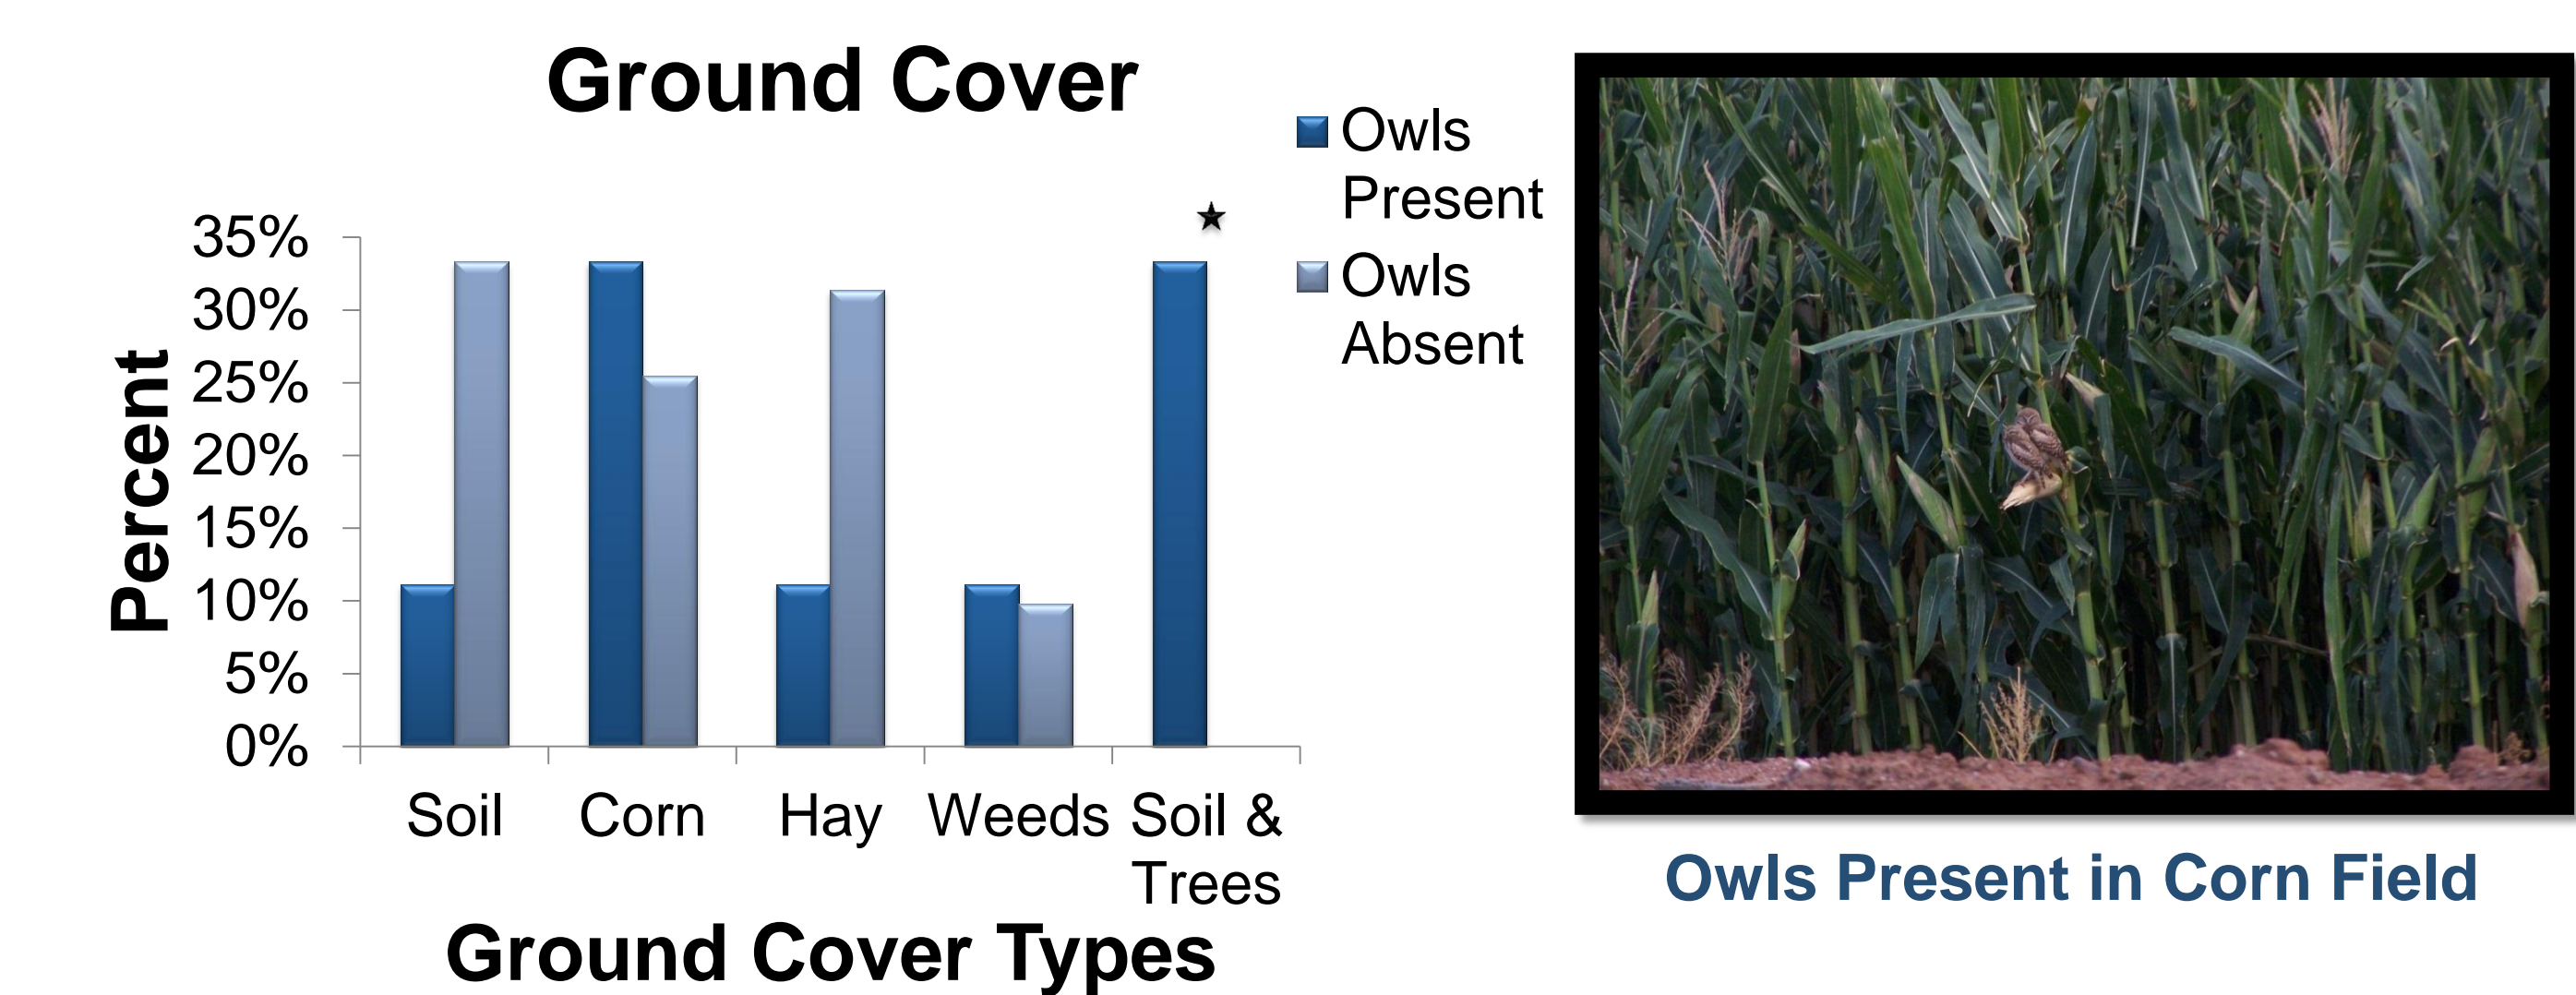 Ground Cover
Owls
Present
Owls
Absent
35%
30%
25%
20%
15%
10%
5%
0%
Percent
Soil
Corn
Hay
Weeds
Soil &
Trees
Ground Cover Types
Owls Present in Corn Field